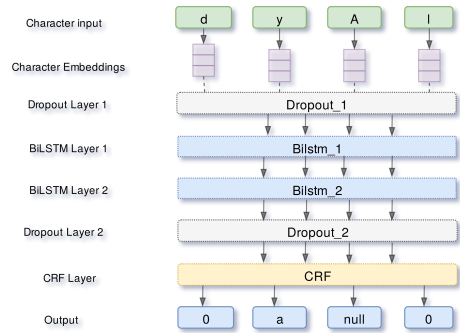 Character input d y A l
Character Embeddings
Dropout Layer 1 Dropout_1
BiLSTM Layer 1 Bilstm_1
BiLSTM Layer 2 Bilstm_2
Dropout Layer 2 Dropout_2
CRF Layer CRF
Output 0 a null 0